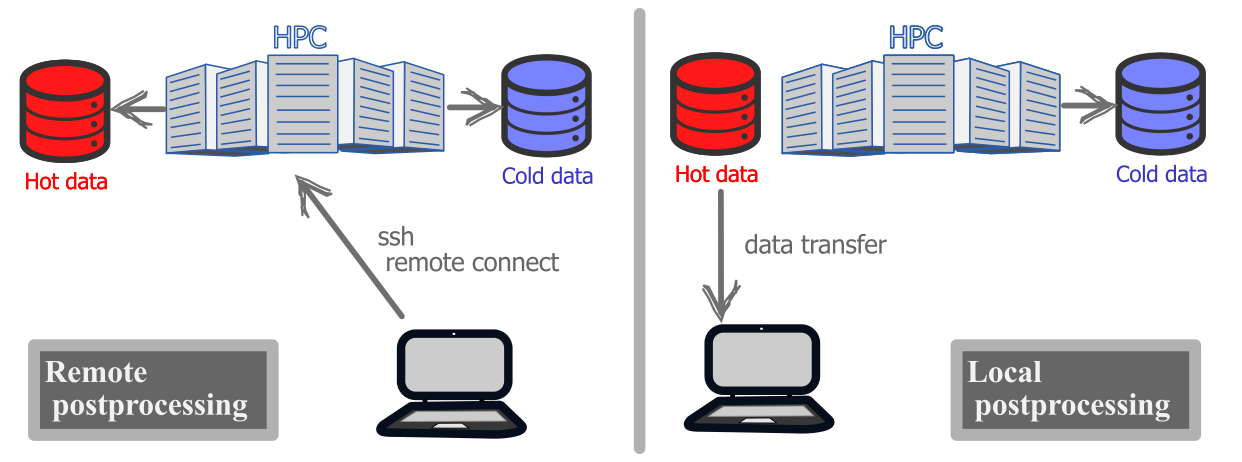 HPC
Hot data
Cold data
ssh
remote connect
Remote
postprocessing
HPC
Hot data
Cold data
data transfer
Local
postprocessing